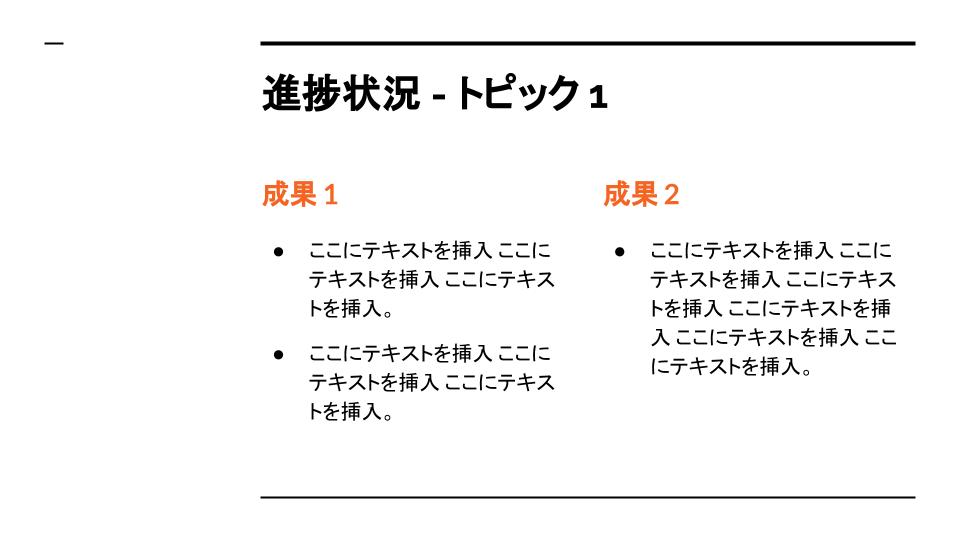 進捗状況 - トピック 1
成果 1
● ここにテキストを挿入 ここに
テキストを挿入 ここにテキス
トを挿入。
● ここにテキストを挿入 ここに
テキストを挿入 ここにテキス
トを挿入。
成果 2
● ここにテキストを挿入 ここに
テキストを挿入 ここにテキス
トを挿入 ここにテキストを挿
入 ここにテキストを挿入 ここ
にテキストを挿入。